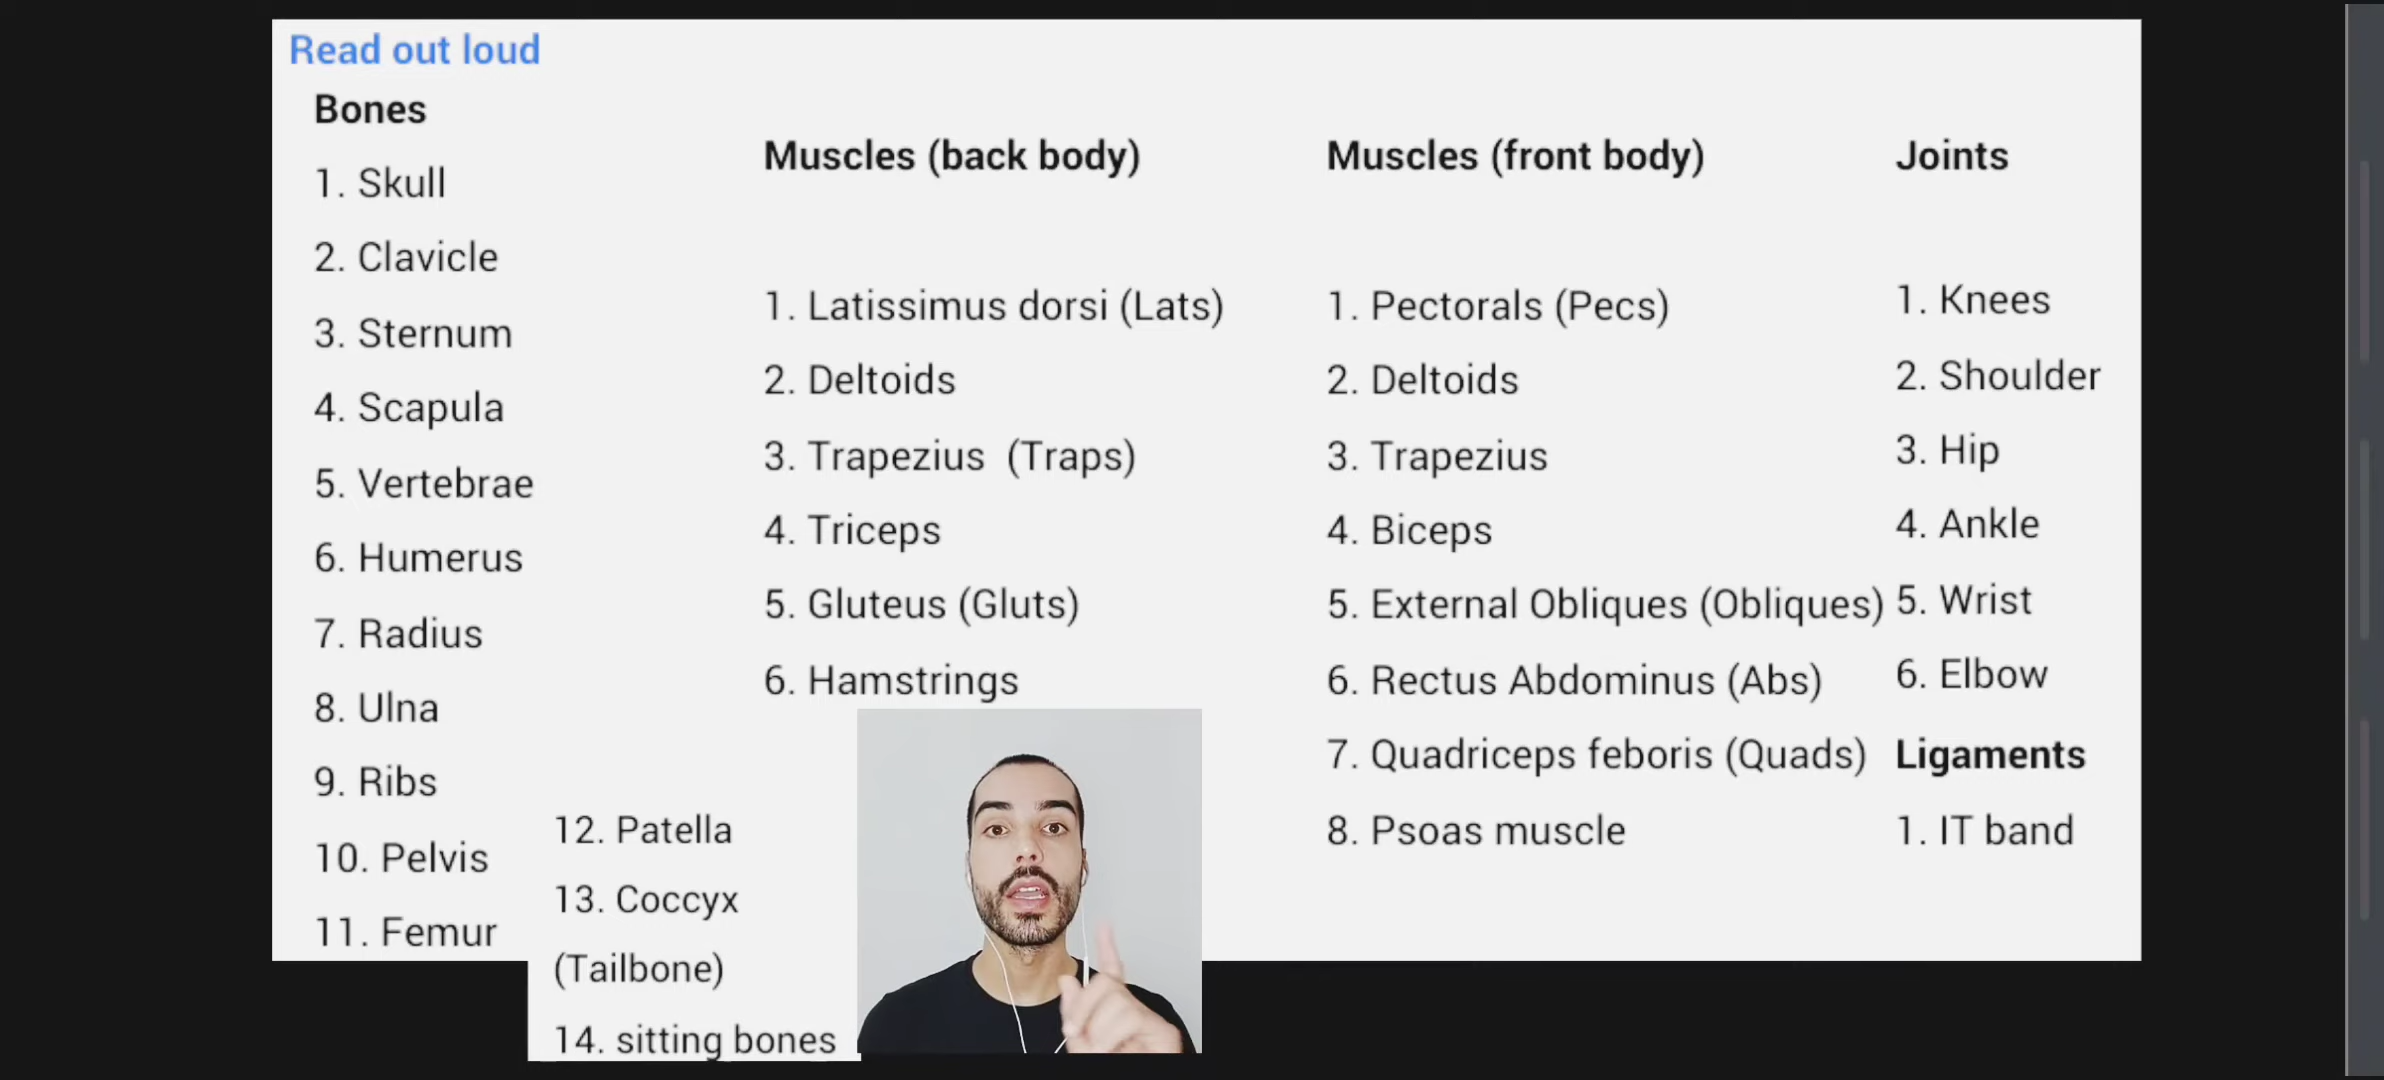 Read out loud
Bones
1. Skull
2. Clavicle
3. Sternum
4. Scapula
5. Vertebrae
6. Humerus
7. Radius
8. Ulna
9. Ribs
10. Pelvis
11. Femur
12. Patella
13. Coccyx
(Tailbone)
14. sitting bones
Muscles (back body)
1. Latissimus dorsi (Lats)
2. Deltoids
3. Trapezius (Traps)
4. Triceps
5. Gluteus (Gluts)
6. Hamstrings
Muscles (front body)
1. Pectorals (Pecs)
2. Deltoids
3. Trapezius
4. Biceps
5. External Obliques (Obliques)
6. Rectus Abdominus (Abs)
7. Quadriceps feboris (Quads)
8. Psoas muscle
Joints
1. Knees
2. Shoulder
3. Hip
4. Ankle
5. Wrist
6. Elbow
Ligaments
1. IT band